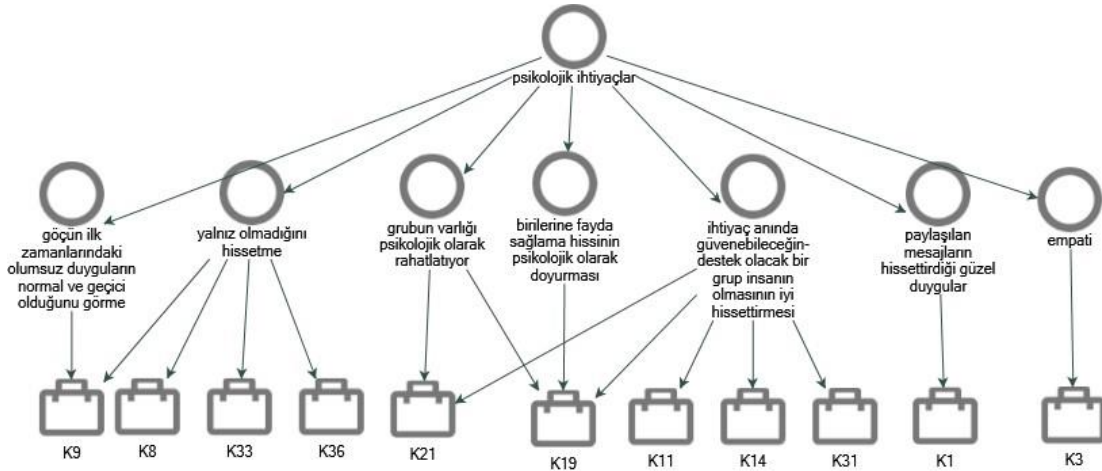 psikolojik ihtiyaçlar
göçün ilk
zamanlarındaki
olumsuz duyguların
normal ve geçici
olduğunu görme
yalnız olmadığını
hissetme
grubun varlığı
psikolojik olarak
rahatlatıyor
birilerine fayda
sağlama hissinin
psikolojik olarak
doyurması
ihtiyaç anında
güvenebileceğin-
destek olacak bir
grup insanın
olmasının iyi
hissettirmesi
paylaşılan
mesajların
hissettirdiği güzel
duygular
empati
K9
K8
K33
K36
K21
K19
K11
K14
K31
K1
K3